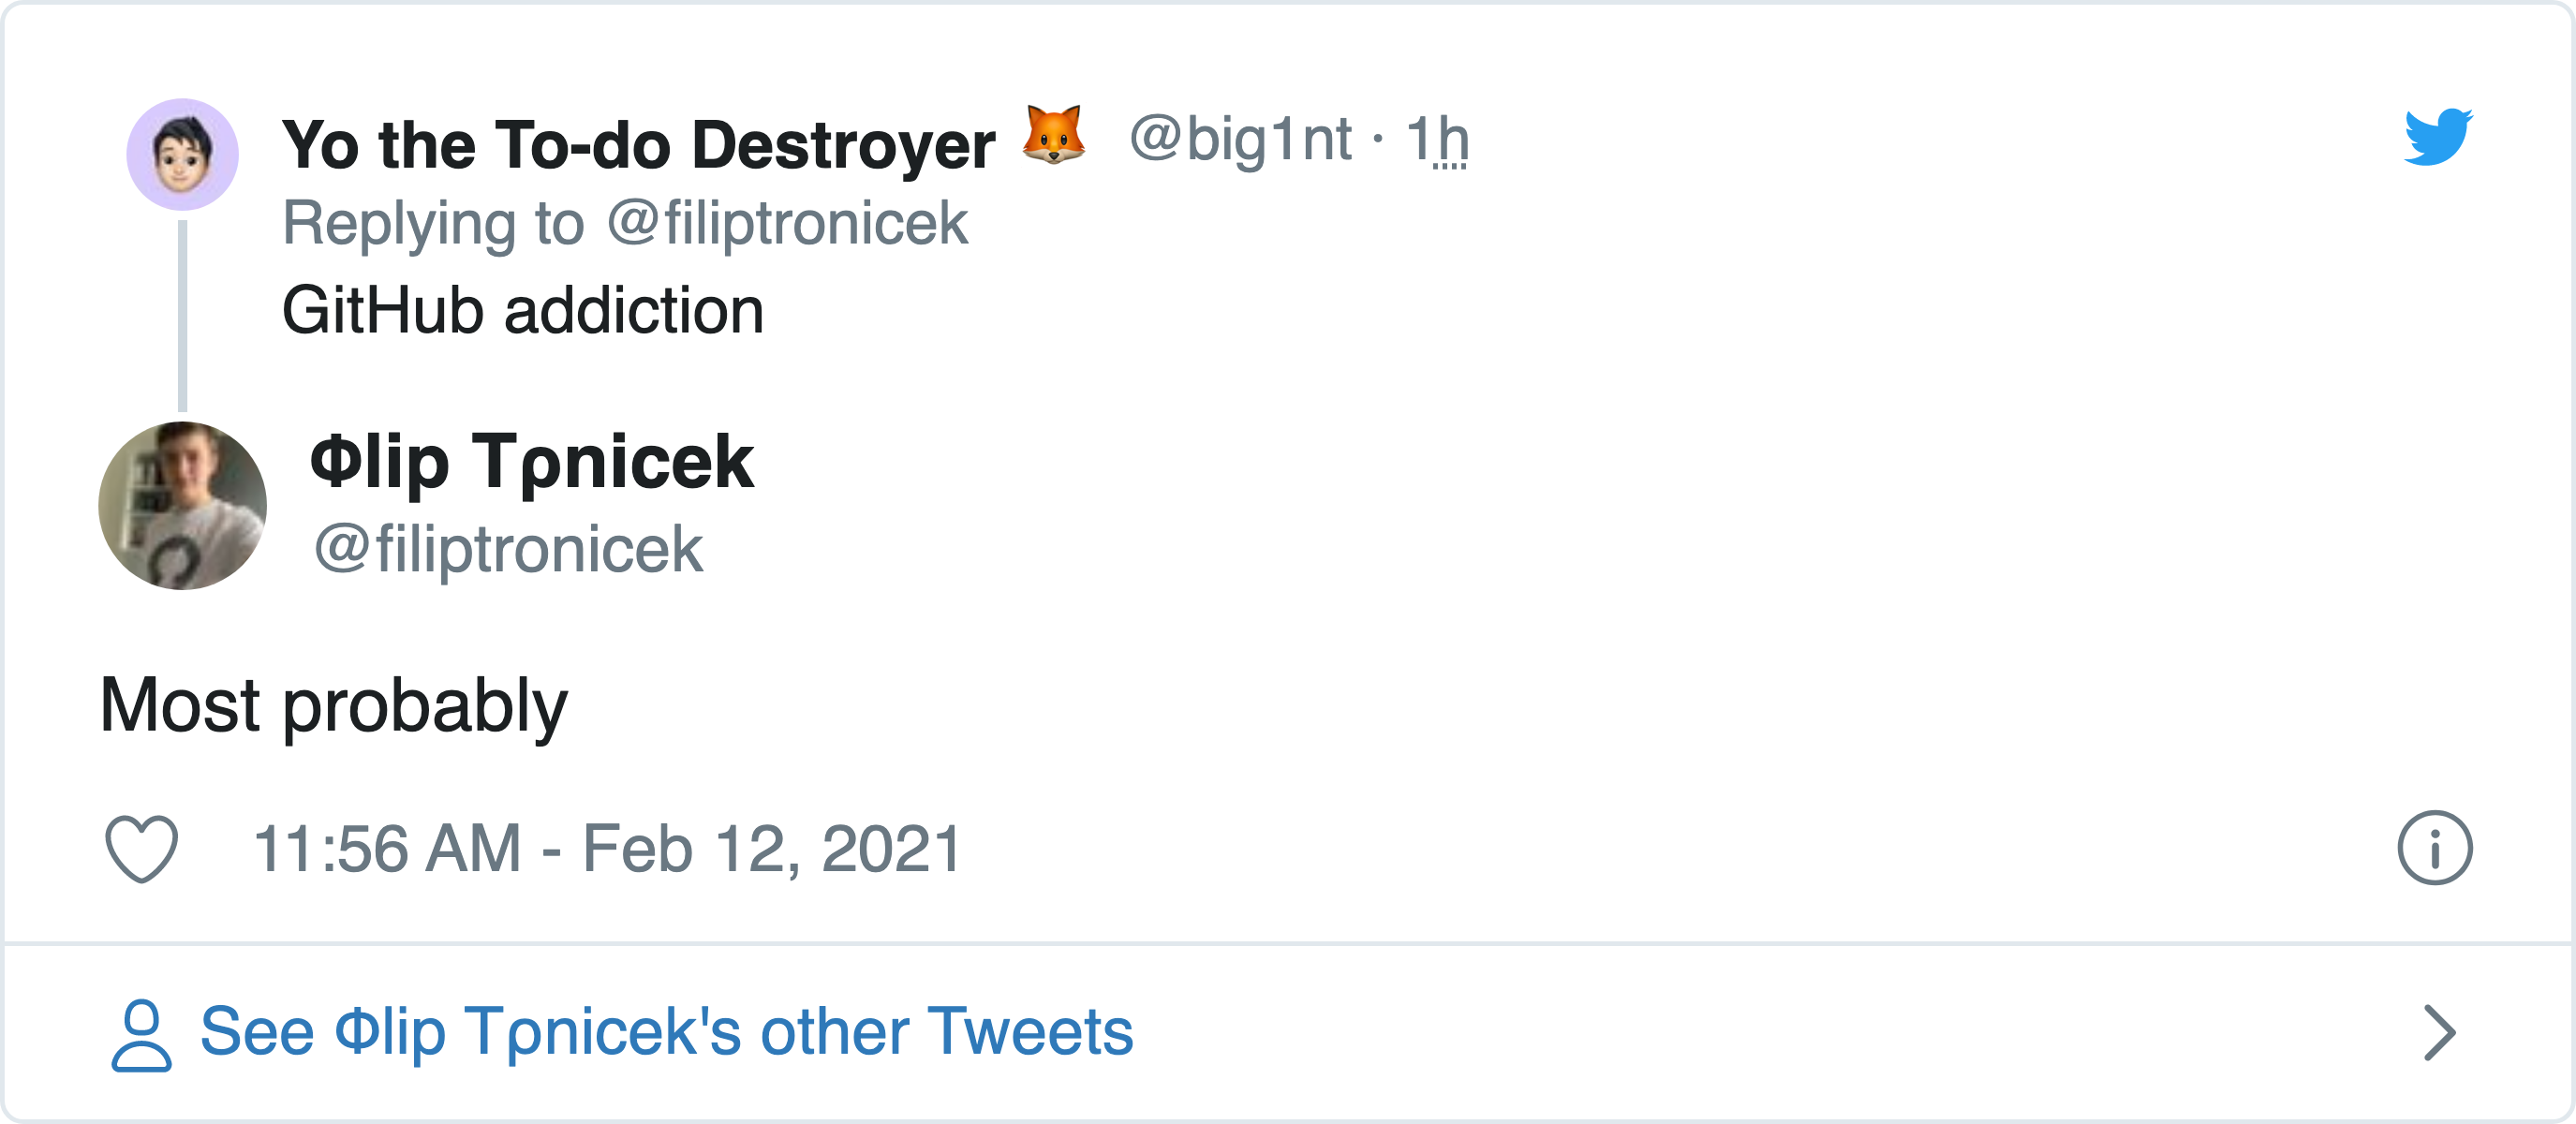 Yo the To-do Destroyer 🦊 @big1nt · 1h
Replying to @filiptronicek
GitHub addiction
Φlip Tρnicek
@filiptronicek
Most probably
11:56 AM - Feb 12, 2021
See Φlip Tρnicek's other Tweets